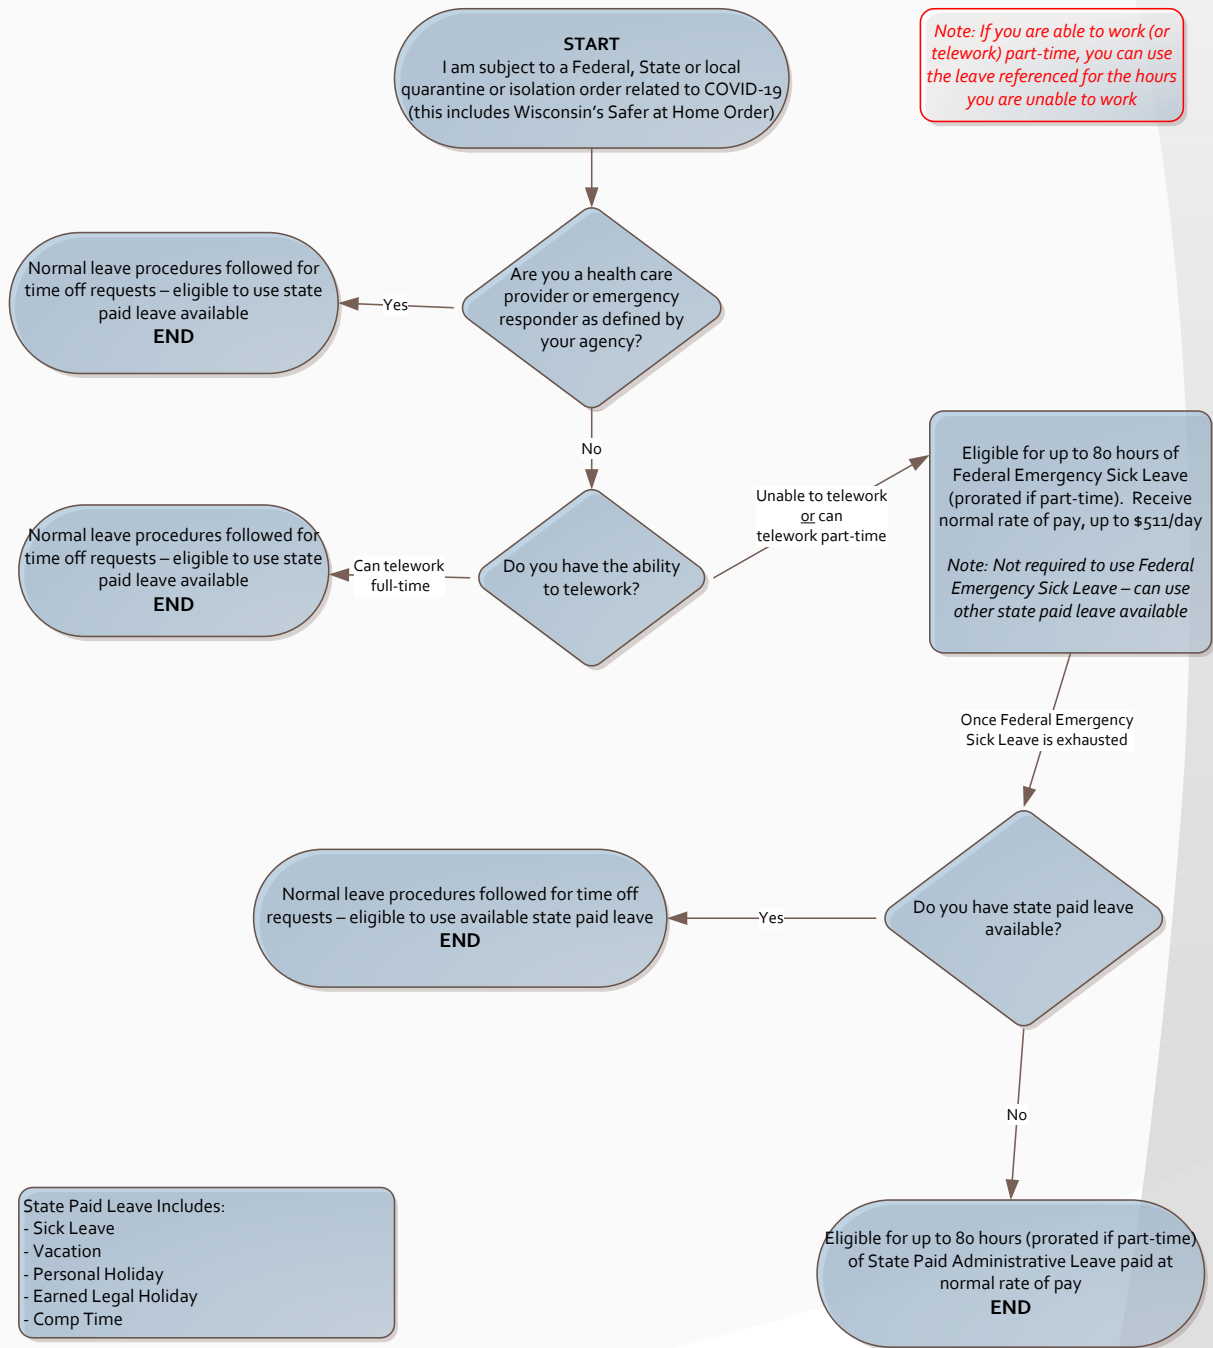 START
I am subject to a Federal, State or local
quarantine or isolation order related to COVID-19
(this includes Wisconsin's Safer at Home Order)
Note: If you are able to work (or
telework) part-time, you can use
the leave referenced for the hours
you are unable to work
Are you a health care
provider or emergency
responder as defined by
your agency?
Yes
Normal leave procedures followed for
time off requests – eligible to use state
paid leave available
END
No
Do you have the ability
to telework?
Can telework
full-time
Normal leave procedures followed for
time off requests – eligible to use state
paid leave available
END
Unable to telework
or can
telework part-time
Eligible for up to 80 hours of
Federal Emergency Sick Leave
(prorated if part-time).  Receive
normal rate of pay, up to $511/day
Note: Not required to use Federal
Emergency Sick Leave – can use
other state paid leave available
Once Federal Emergency
Sick Leave is exhausted
Do you have state paid leave
available?
Yes
Normal leave procedures followed for time off
requests – eligible to use available state paid leave
END
No
Eligible for up to 80 hours (prorated if part-time)
of State Paid Administrative Leave paid at
normal rate of pay
END
State Paid Leave Includes:
- Sick Leave
- Vacation
- Personal Holiday
- Earned Legal Holiday
- Comp Time